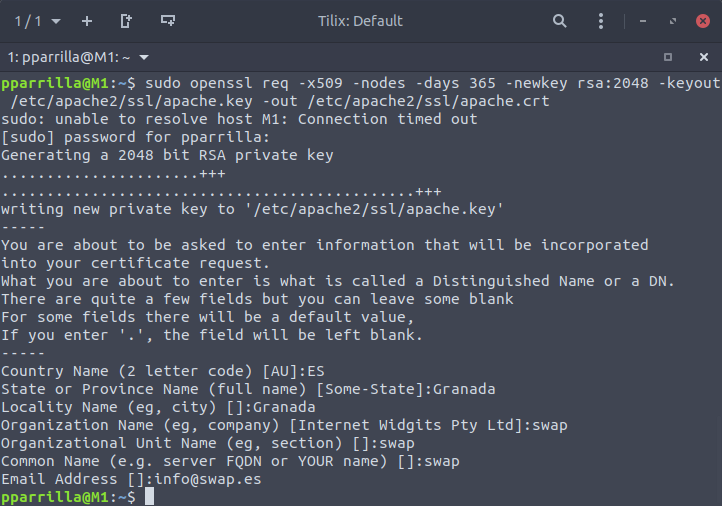 1 / 1
Tilix: Default
1: pparrilla@M1: ~
pparrilla@M1:~$ sudo openssl req -x509 -nodes -days 365 -newkey rsa:2048 -keyout
/etc/apache2/ssl/apache.key -out /etc/apache2/ssl/apache.crt
sudo: unable to resolve host M1: Connection timed out
[sudo] password for pparrilla:
Generating a 2048 bit RSA private key
......................+++
..............................................+++
writing new private key to '/etc/apache2/ssl/apache.key'
-----
You are about to be asked to enter information that will be incorporated
into your certificate request.
What you are about to enter is what is called a Distinguished Name or a DN.
There are quite a few fields but you can leave some blank
For some fields there will be a default value,
If you enter '.', the field will be left blank.
-----
Country Name (2 letter code) [AU]:ES
State or Province Name (full name) [Some-State]:Granada
Locality Name (eg, city) []:Granada
Organization Name (eg, company) [Internet Widgits Pty Ltd]:swap
Organizational Unit Name (eg, section) []:swap
Common Name (e.g. server FQDN or YOUR name) []:swap
Email Address []:info@swap.es
pparrilla@M1:~$